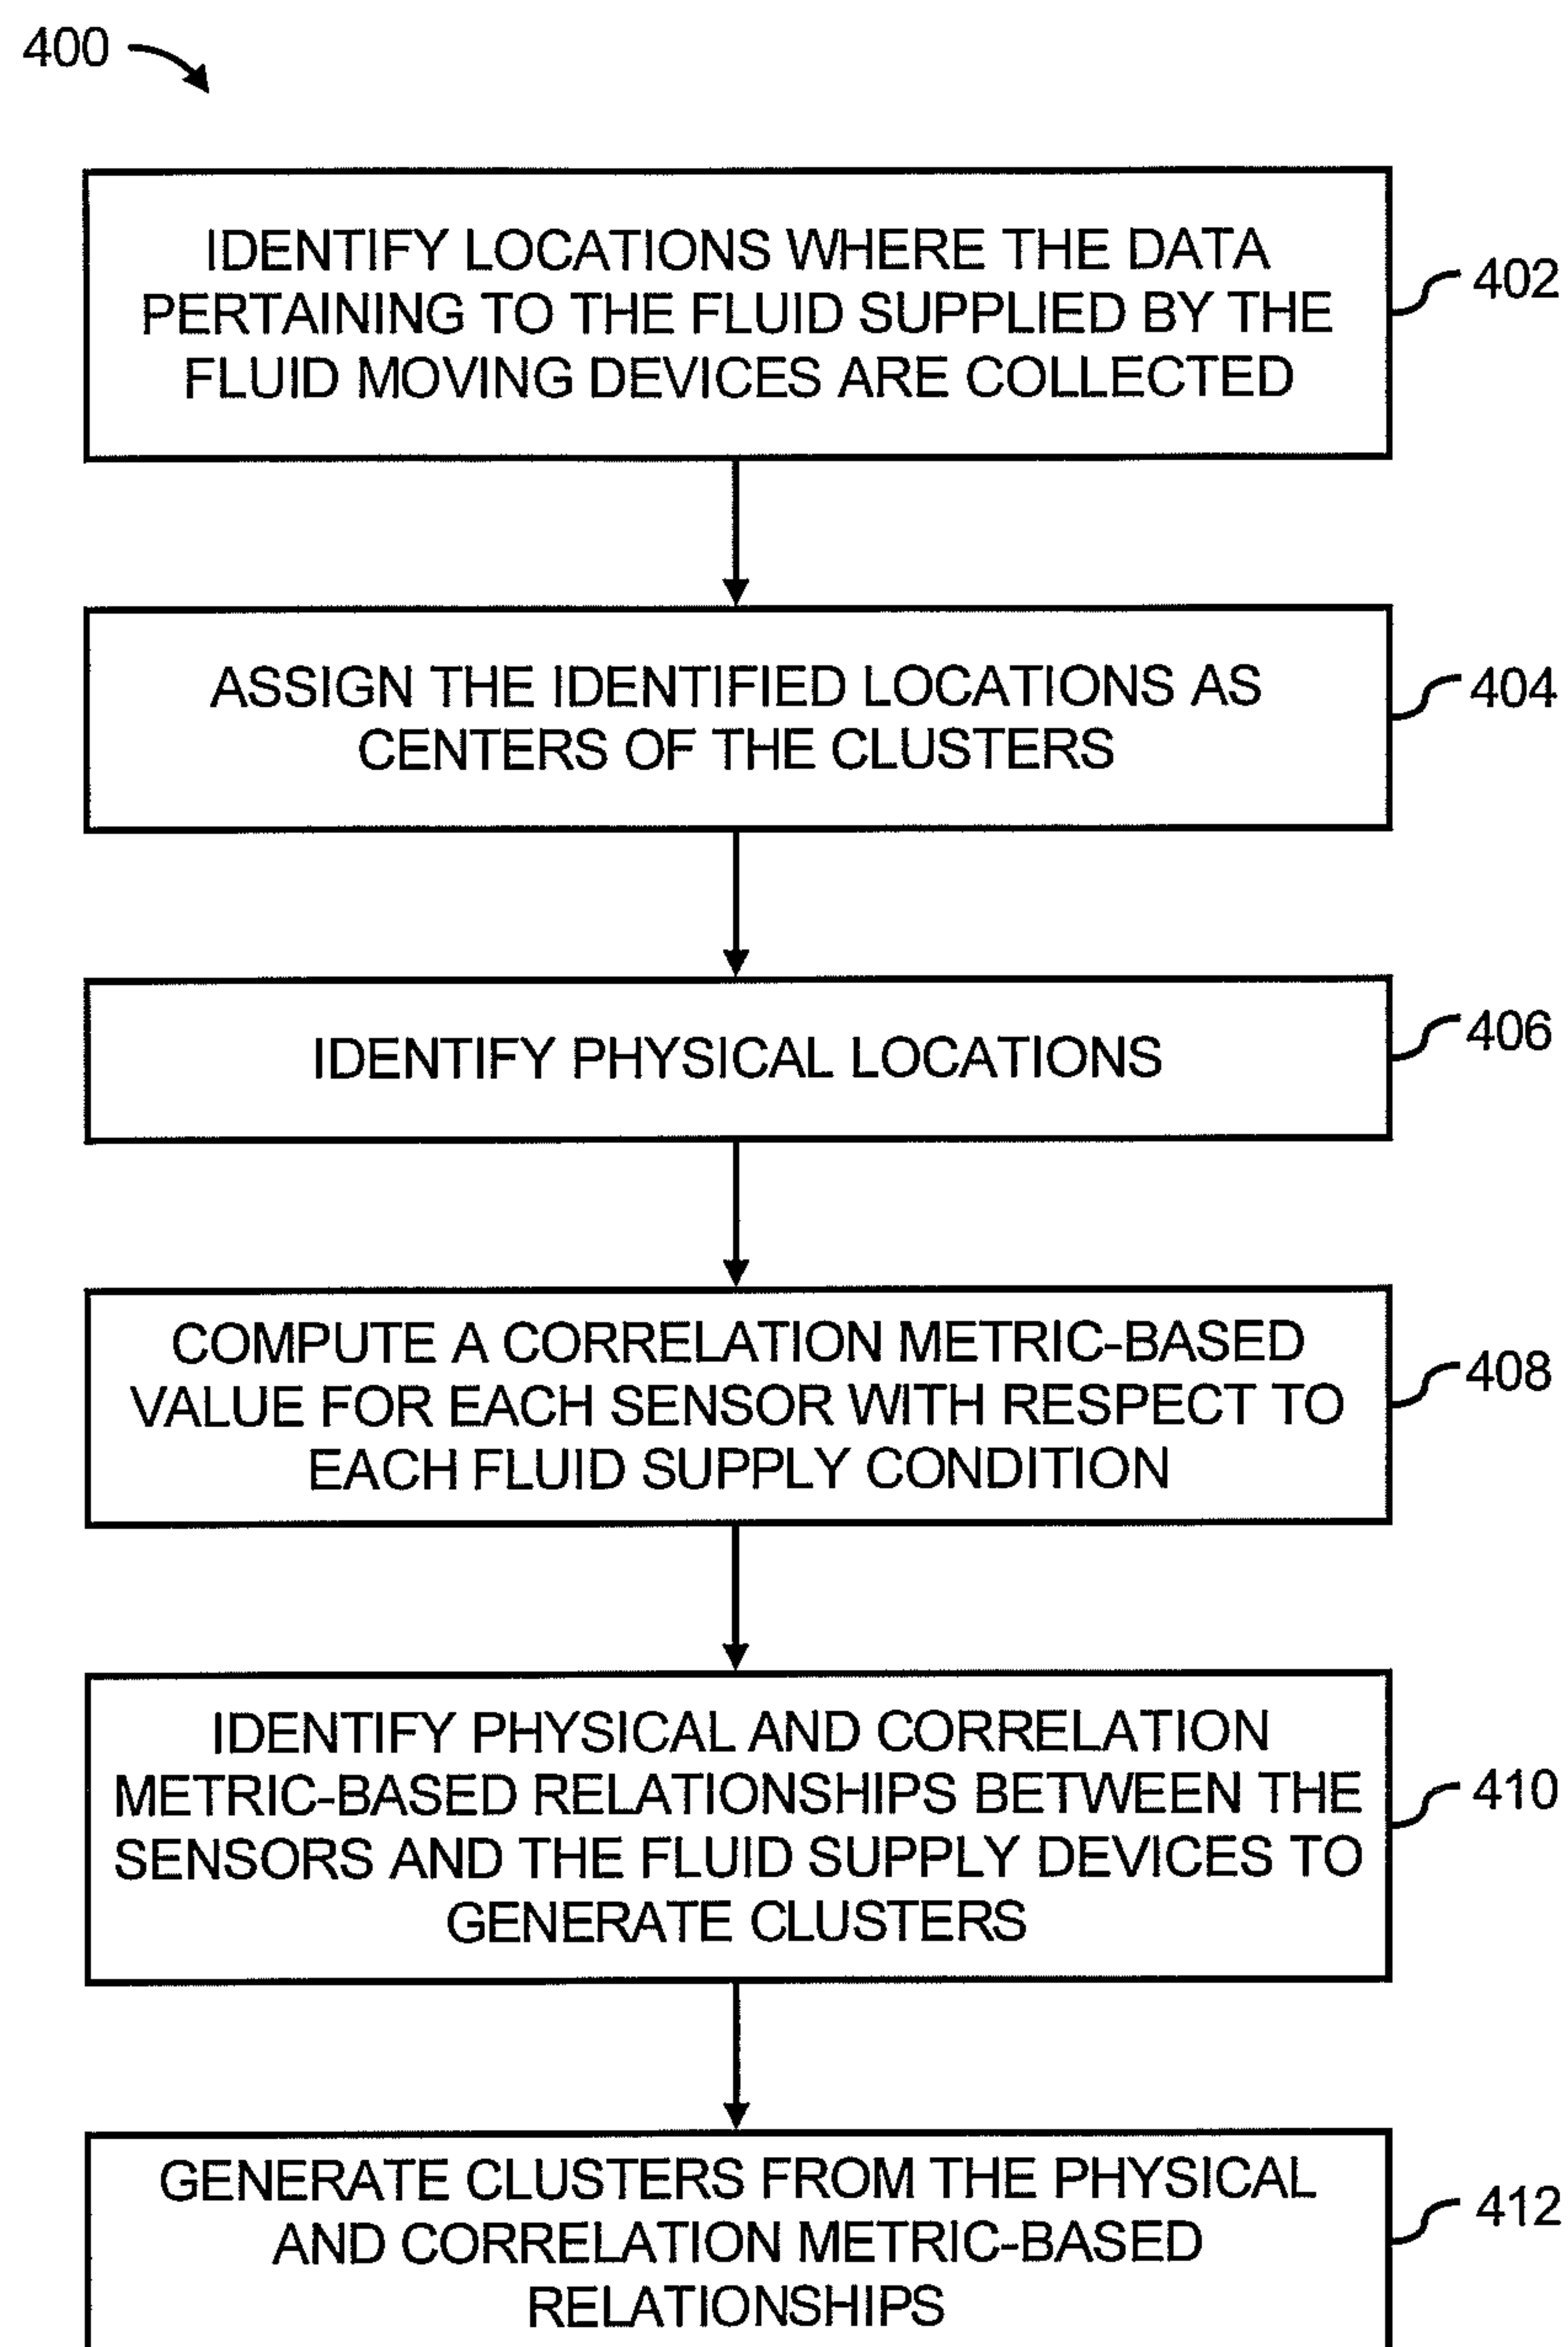 400
IDENTIFY LOCATIONS WHERE THE DATA
PERTAINING TO THE FLUID SUPPLIED BY THE
FLUID MOVING DEVICES ARE COLLECTED
402
ASSIGN THE IDENTIFIED LOCATIONS AS
CENTERS OF THE CLUSTERS
404
IDENTIFY PHYSICAL LOCATIONS
406
COMPUTE A CORRELATION METRIC-BASED
VALUE FOR EACH SENSOR WITH RESPECT TO
EACH FLUID SUPPLY CONDITION
408
IDENTIFY PHYSICAL AND CORRELATION
METRIC-BASED RELATIONSHIPS BETWEEN THE
SENSORS AND THE FLUID SUPPLY DEVICES TO
GENERATE CLUSTERS
410
GENERATE CLUSTERS FROM THE PHYSICAL
AND CORRELATION METRIC-BASED
RELATIONSHIPS
412